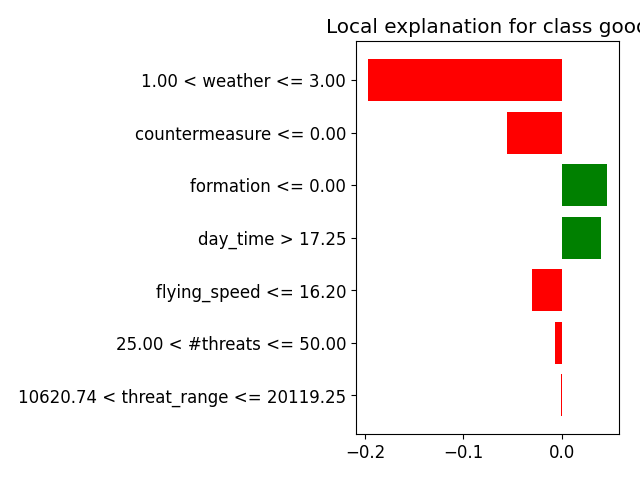 Local explanation for class good
1.00 < weather <= 3.00
countermeasure <= 0.00
formation <= 0.00
day_time > 17.25
flying_speed <= 16.20
25.00 < #threats <= 50.00
10620.74 < threat_range <= 20119.25
−0.2 −0.1 0.0